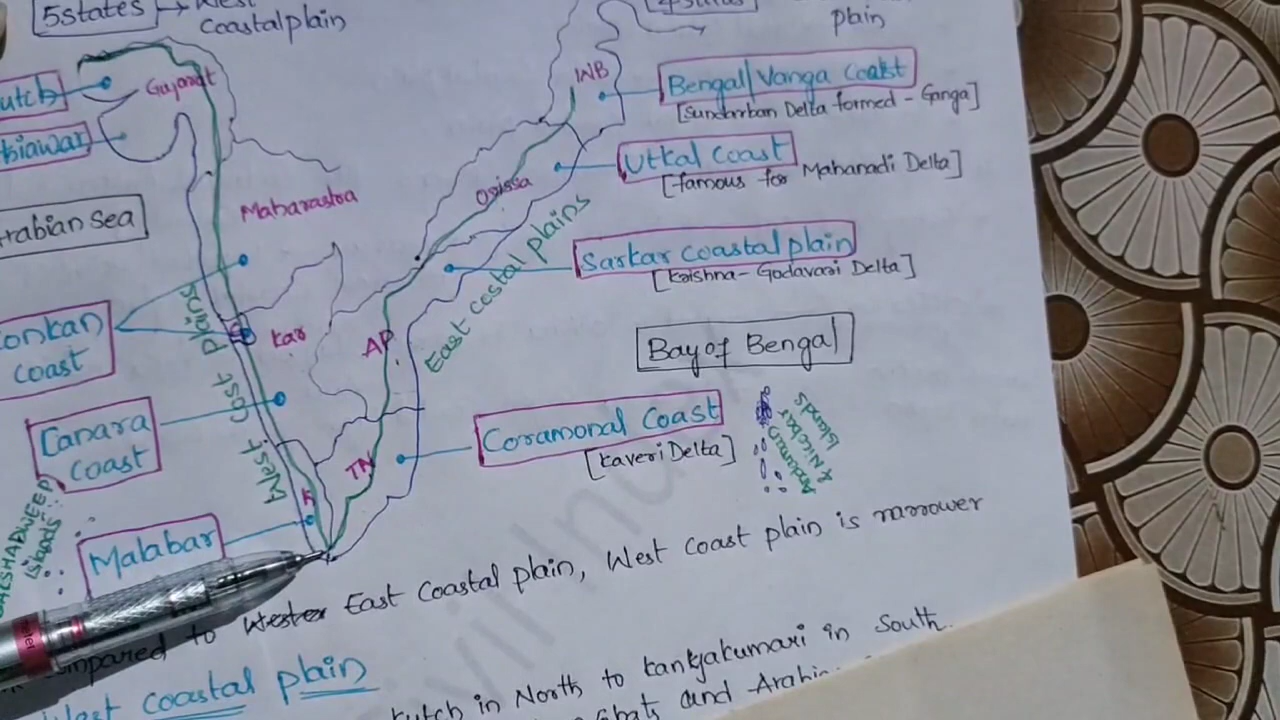 5 states → West
Coastal plain
plain
Gujarat
WB
Bengal/Vanga Coast
[Sundarban Delta formed - Ganga]
Utkal Coast
[famous for Mahanadi Delta]
Orissa
Maharastra
Arabian Sea
East costal plains
Sarkar coastal plain
[Krishna-Godavari Delta]
Konkan
coast
kar
AP
West Cost plains
Bay of Bengal
Canara
coast
Coramonal Coast
[Kaveri Delta]
Anduman
& Nicobar
Islands
TN
K
Malabar
islands
compared to Wester East Coastal plain, West coast plain is narrower
West coastal plain
kutch in North to kanyakumari in South
Ghats and Arabian